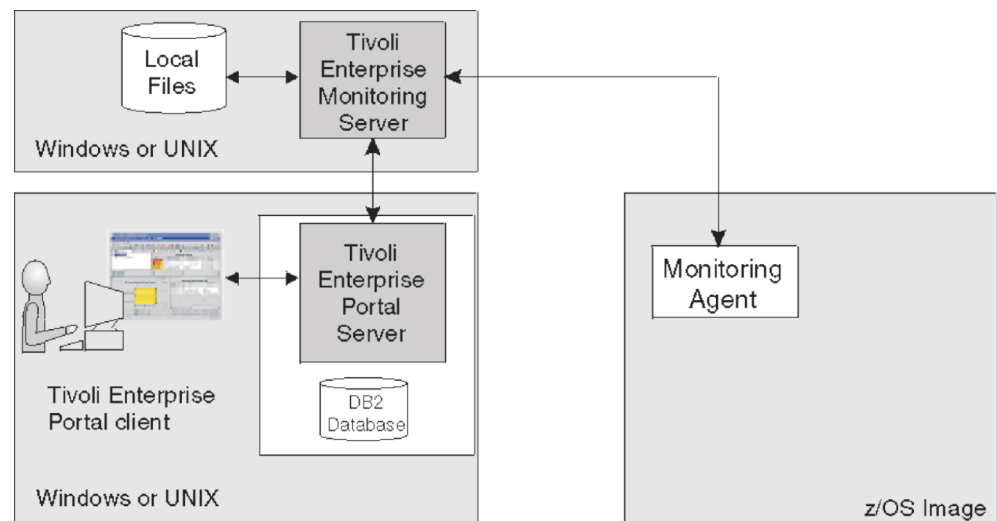 Local
Files
Tivoli
Enterprise
Monitoring
Server
Windows or UNIX
Tivoli
Enterprise
Portal
Server
DB2
Database
Tivoli Enterprise
Portal client
Windows or UNIX
Monitoring
Agent
z/OS Image